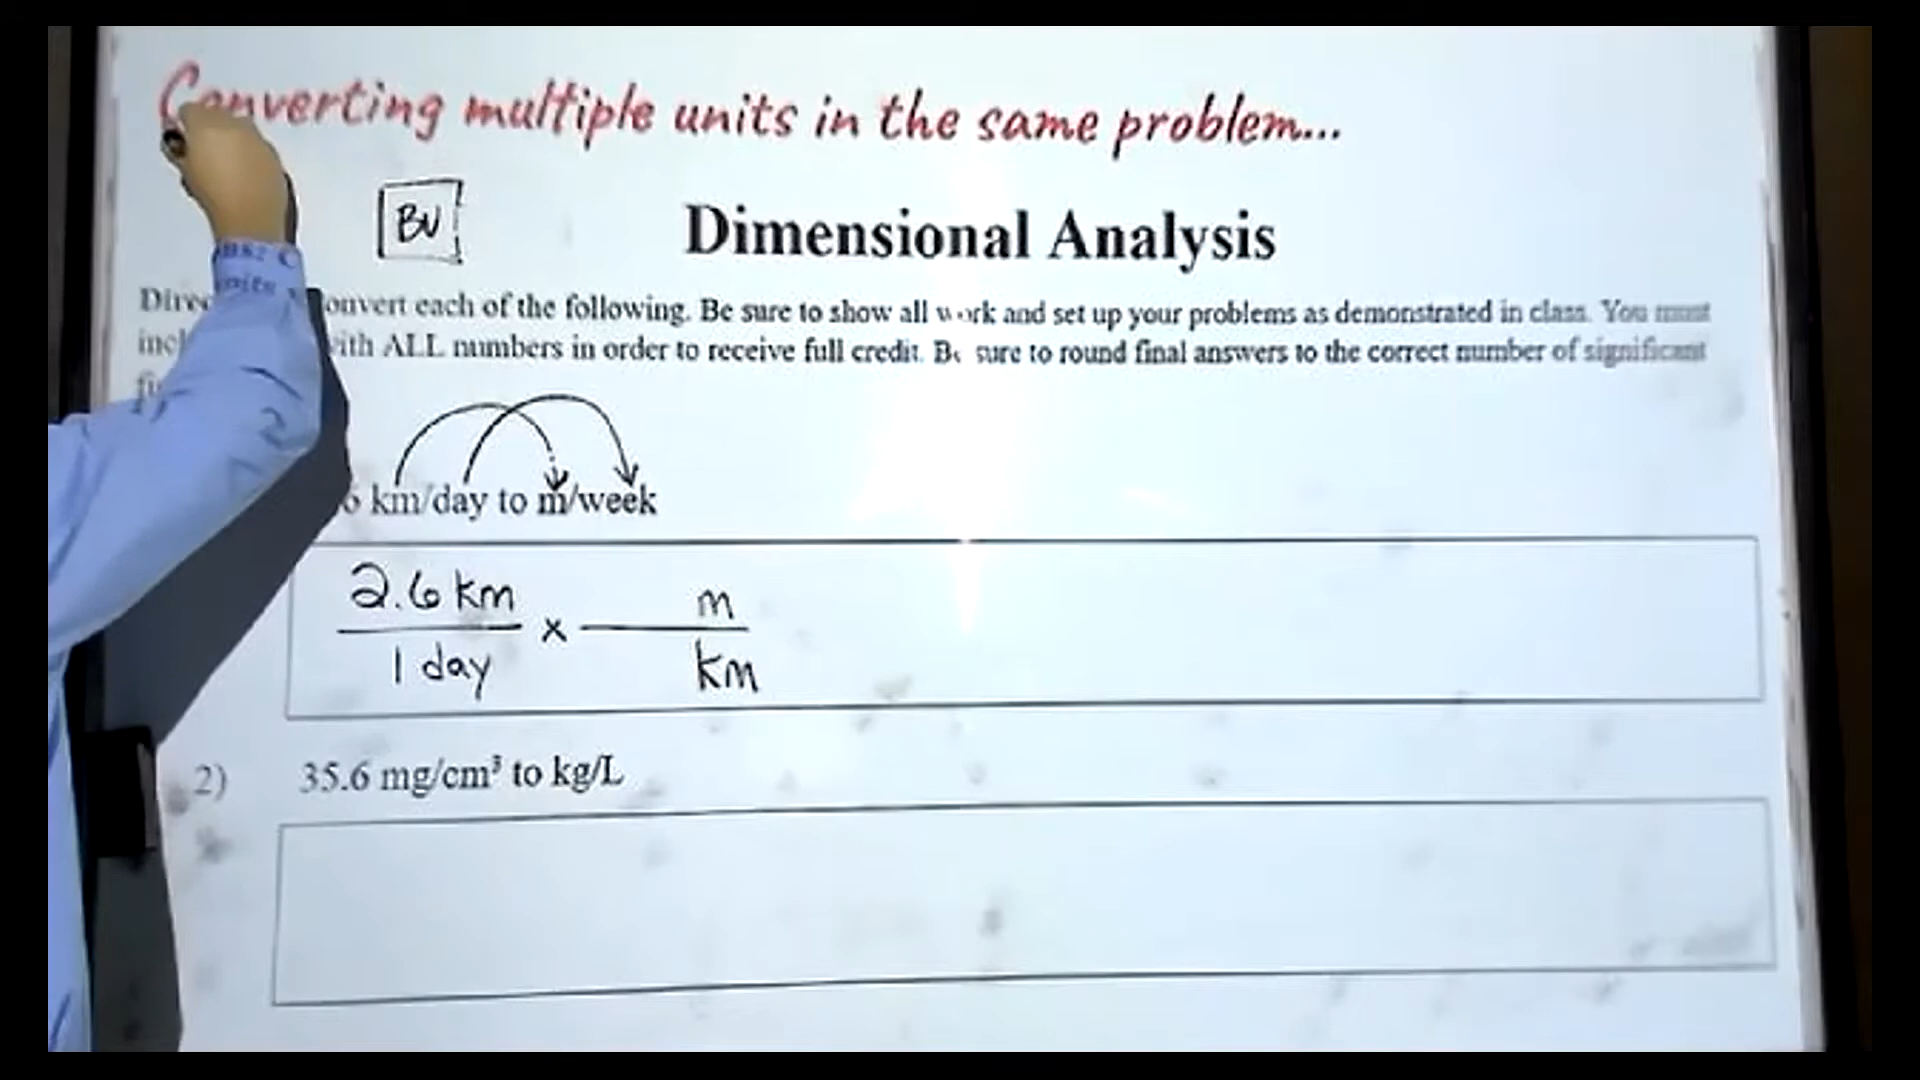 Converting multiple units in the same problem...
BU
Dimensional Analysis
onvert each of the following. Be sure to show all work and set up your problems as demonstrated in class. You must
ith ALL numbers in order to receive full credit. Be sure to round final answers to the correct number of significant
6 km/day to m/week
2.6 km × m
1 day km
2) 35.6 mg/cm³ to kg/L